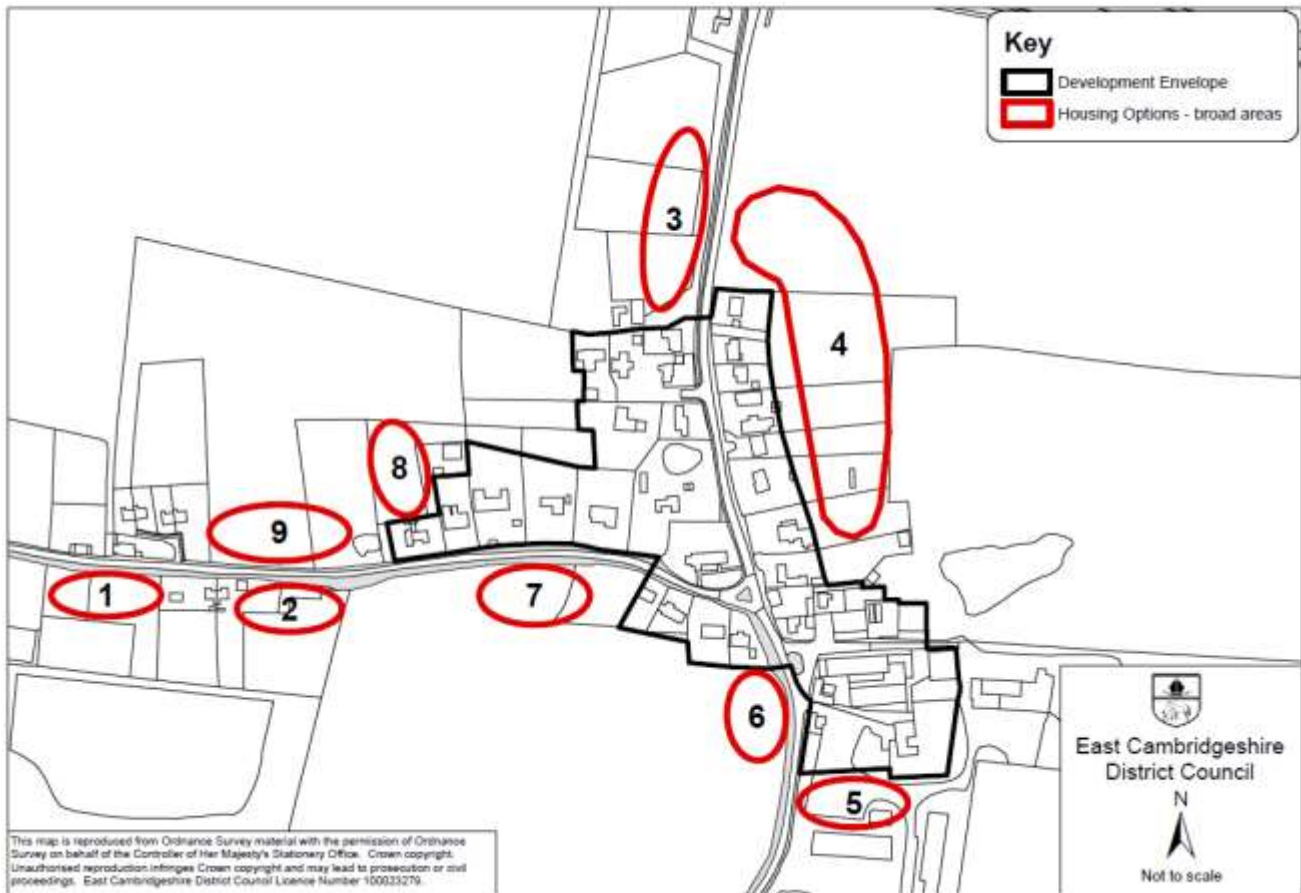 Key
Development Envelope
Housing Options - broad areas
3
4
8
9
1
2
7
6
5
East Cambridgeshire
District Council
N
Not to scale
This map is reproduced from Ordnance Survey material with the permission of Ordnance
Survey on behalf of the Controller of Her Majesty's Stationery Office. Crown copyright.
Unauthorised reproduction infringes Crown copyright and may lead to prosecution or civil
proceedings. East Cambridgeshire District Council Licence Number 100023279.